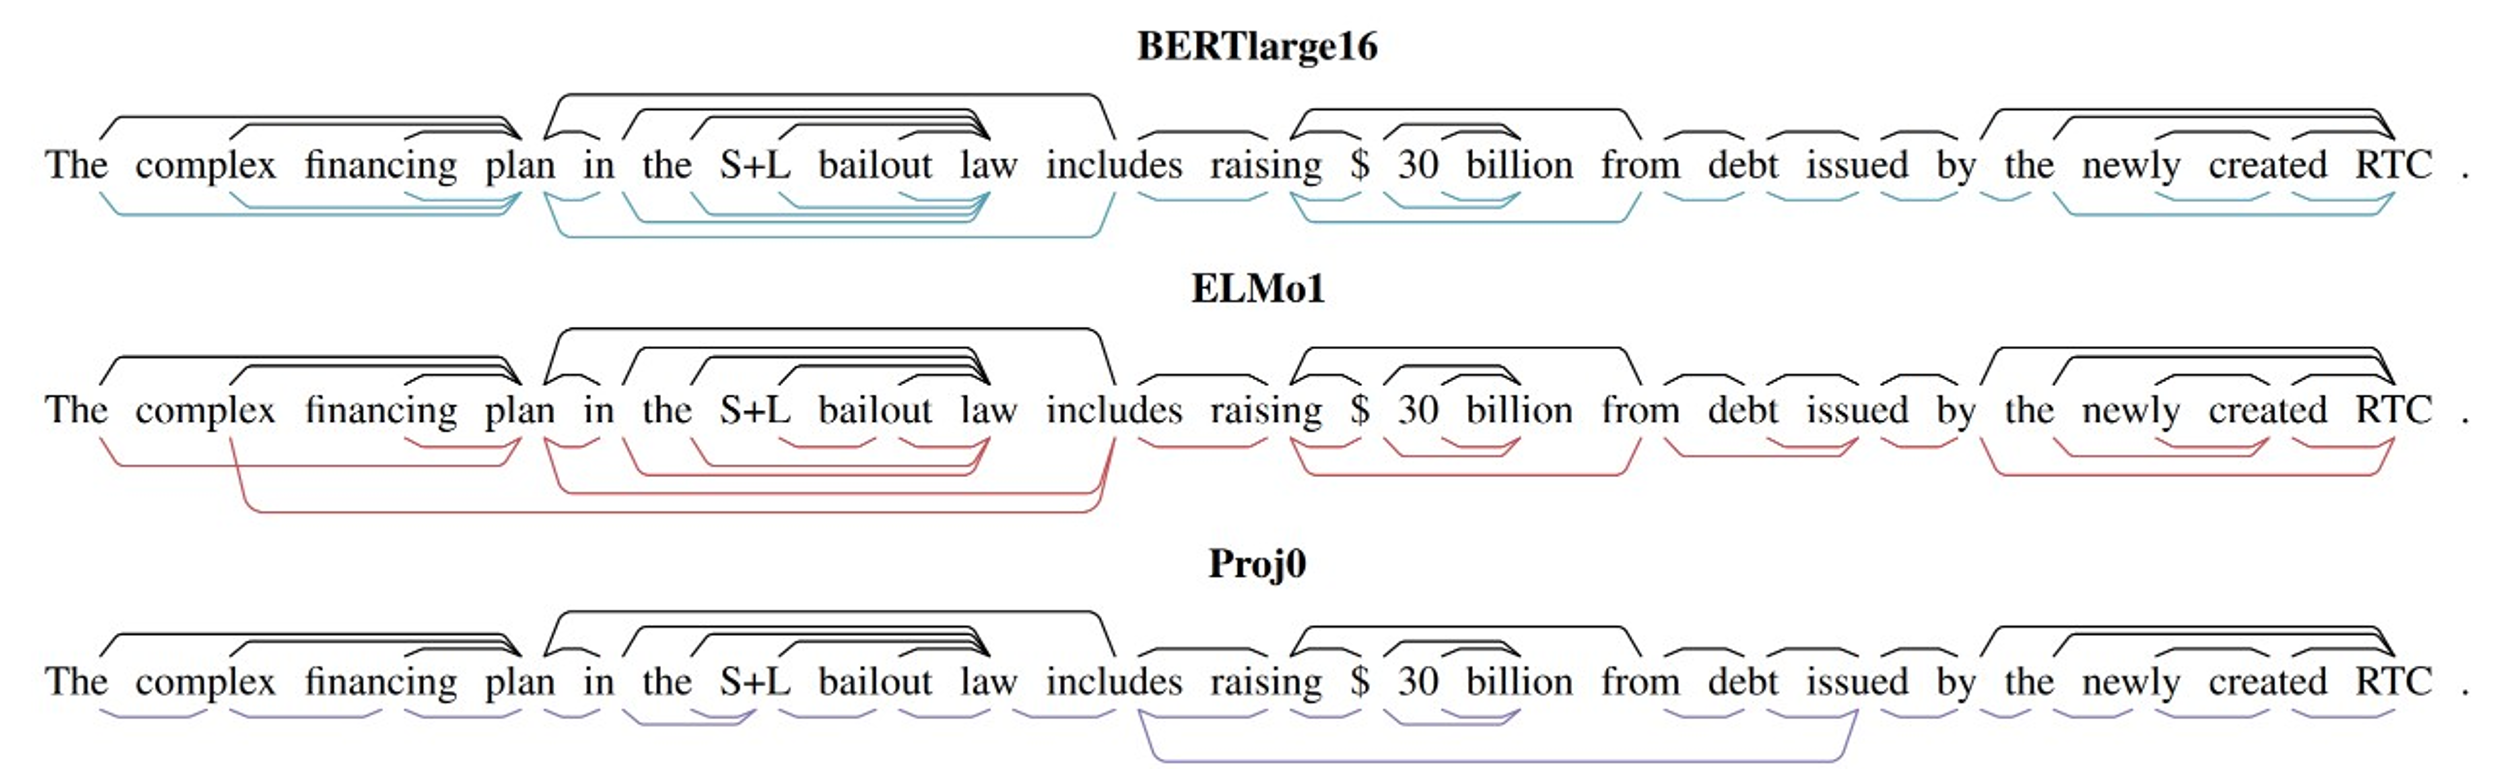 BERTlarge16
The complex financing plan in the S+L bailout law includes raising $ 30 billion from debt issued by the newly created RTC .
ELMo1
The complex financing plan in the S+L bailout law includes raising $ 30 billion from debt issued by the newly created RTC .
Proj0
The complex financing plan in the S+L bailout law includes raising $ 30 billion from debt issued by the newly created RTC .